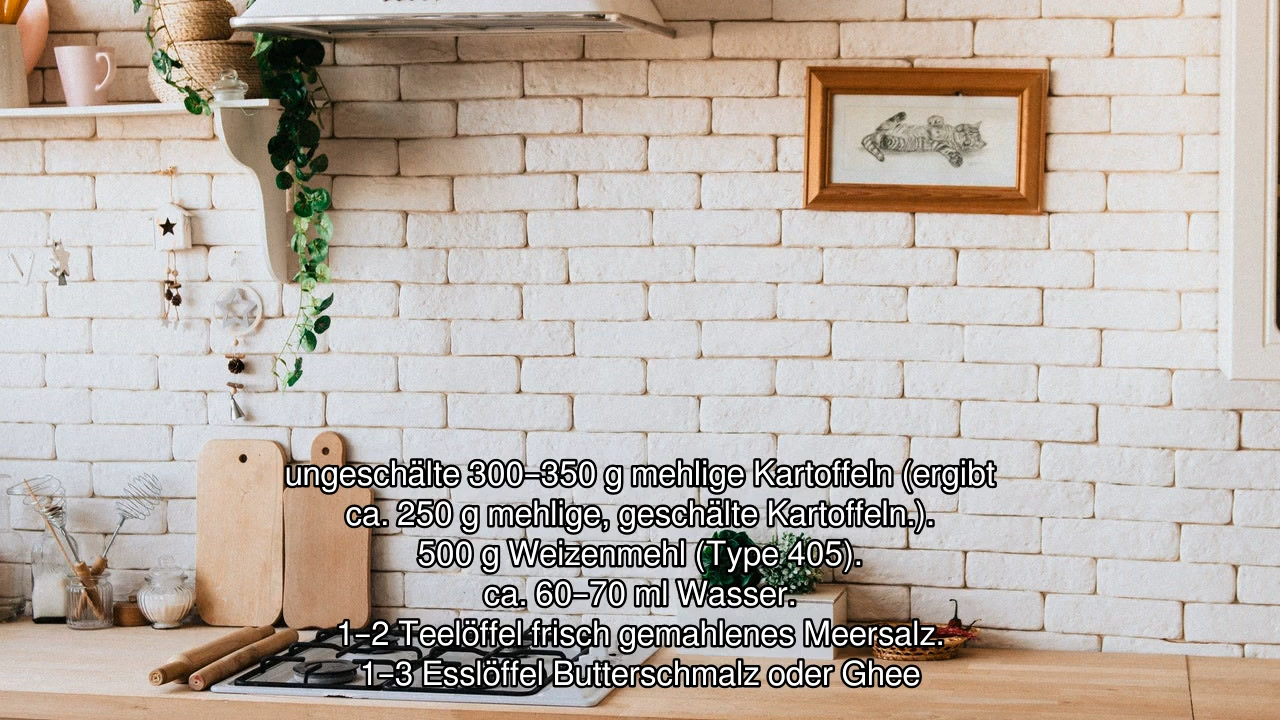 ungeschälte 300–350 g mehlige Kartoffeln (ergibt
ca. 250 g mehlige, geschälte Kartoffeln.).
500 g Weizenmehl (Type 405).
ca. 60–70 ml Wasser.
1–2 Teelöffel frisch gemahlenes Meersalz.
1–3 Esslöffel Butterschmalz oder Ghee